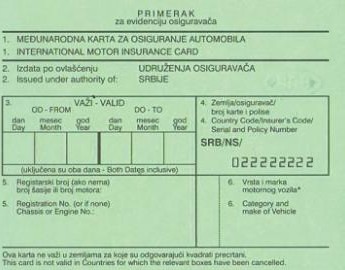 PRIMERAK
za evidenciju osiguravača
1. MEĐUNARODNA KARTA ZA OSIGURANJE AUTOMOBILA
1. INTERNATIONAL MOTOR INSURANCE CARD
2. Izdata po ovlašćenju UDRUŽENJA OSIGURAVAČA
2. Issued under authority of: SRBIJE
3. VAŽI - VALID
OD - FROM DO - TO
dan mesec god dan mesec god
Day Month Year Day Month Year
(uključena su oba dana - Both Dates inclusive)
4. Zemlja/osiguravač/
broj karte i polise
4. Country Code/Insurer's Code/
Serial and Policy Number
SRB/NS/
022222222
5. Registarski broj (ako nema)
broj šasije ili broj motora:
5. Registration No. (or if none)
Chassis or Engine No.:
6. Vrsta i marka
motornog vozila*
6. Category and
make of Vehicle
Ova karta ne važi u zemljama za koje su odgovarajući kvadrati precrtani.
This card is not valid in Countries for which the relevant boxes have been cancelled.